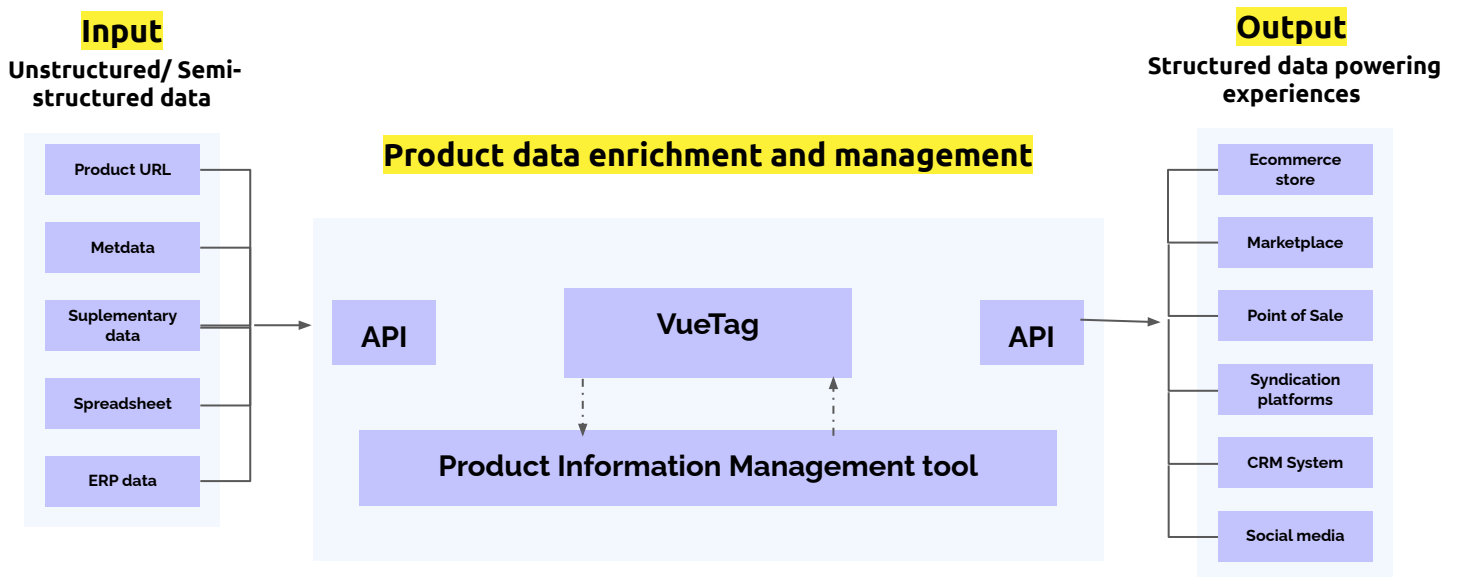 Input
Unstructured/ Semi-
structured data
Product URL
Metdata
Suplementary
data
Spreadsheet
ERP data
Product data enrichment and management
API
VueTag
API
Product Information Management tool
Output
Structured data powering
experiences
Ecommerce
store
Marketplace
Point of Sale
Syndication
platforms
CRM System
Social media